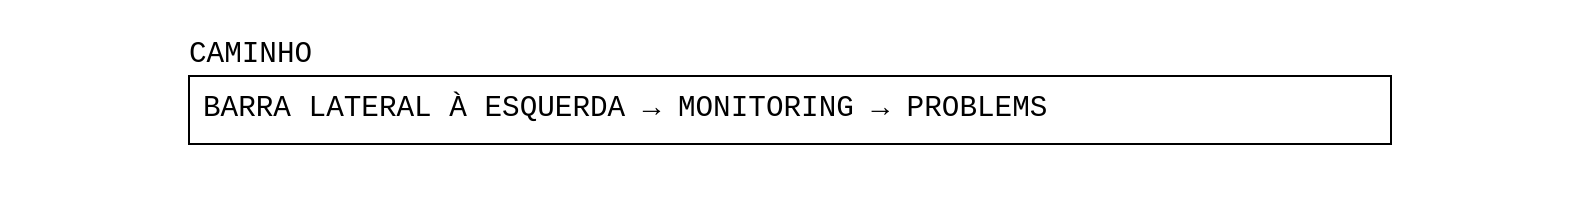 CAMINHO
BARRA LATERAL À ESQUERDA → MONITORING → PROBLEMS